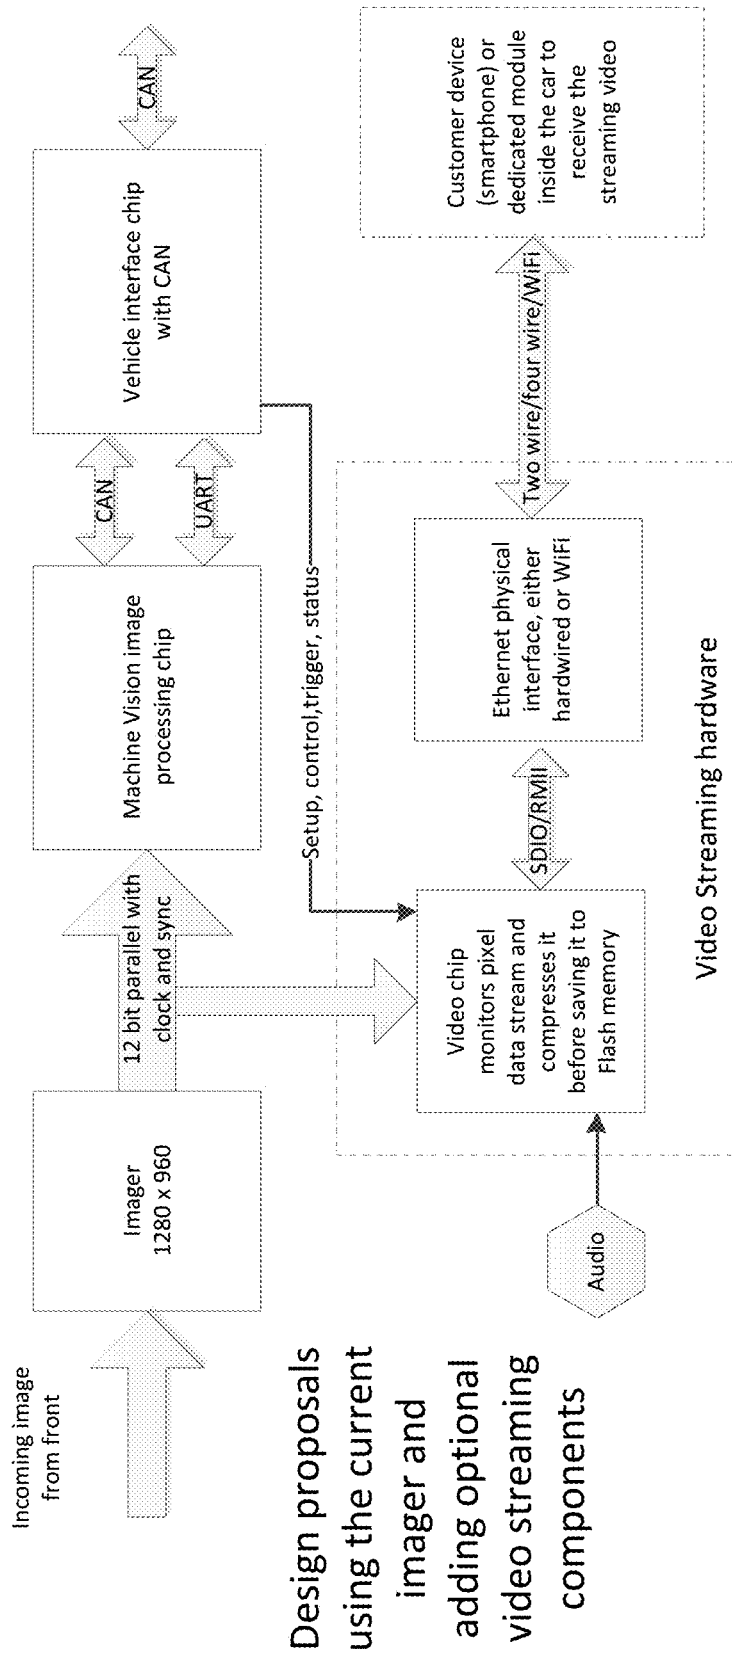 Incoming image
from front
Imager
1280 x 960
12 bit parallel with
clock and sync
Machine Vision image
processing chip
CAN
UART
Vehicle interface chip
with CAN
CAN
Setup, control,trigger, status
Design proposals
using the current
imager and
adding optional
video streaming
components
Audio
Video chip
monitors pixel
data stream and
compresses it
before saving it to
Flash memory
SDIO/RMII
Ethernet physical
interface, either
hardwired or WiFi
Two wire/four wire/WiFi
Customer device
(smartphone) or
dedicated module
inside the car to
receive the
streaming video
Video Streaming hardware